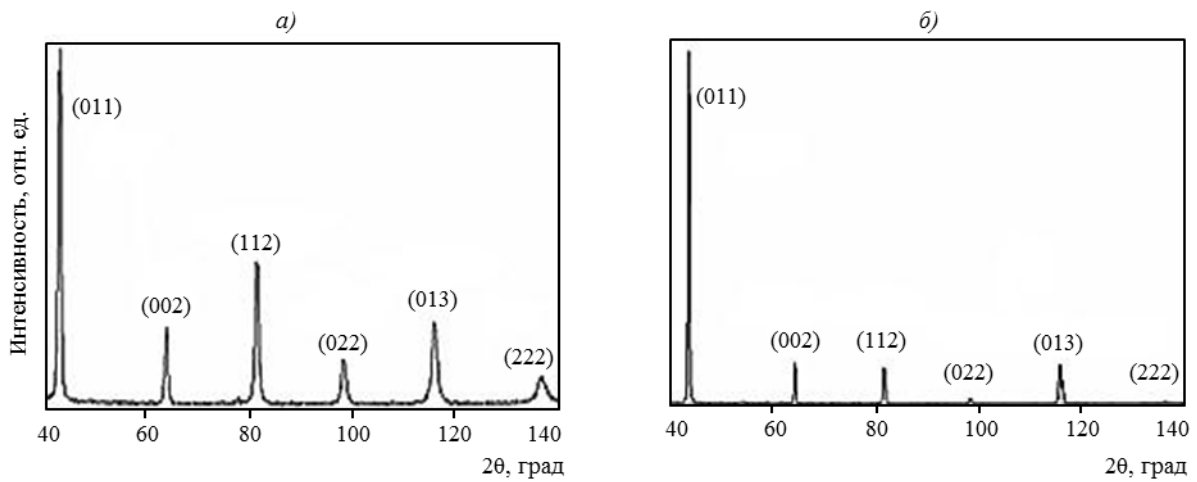 а)
Интенсивность, отн. ед.
(011)
(002)
(112)
(022)
(013)
(222)
40 60 80 100 120 140
2θ, град
б)
(011)
(002)
(112)
(022)
(013)
(222)
40 60 80 100 120 140
2θ, град